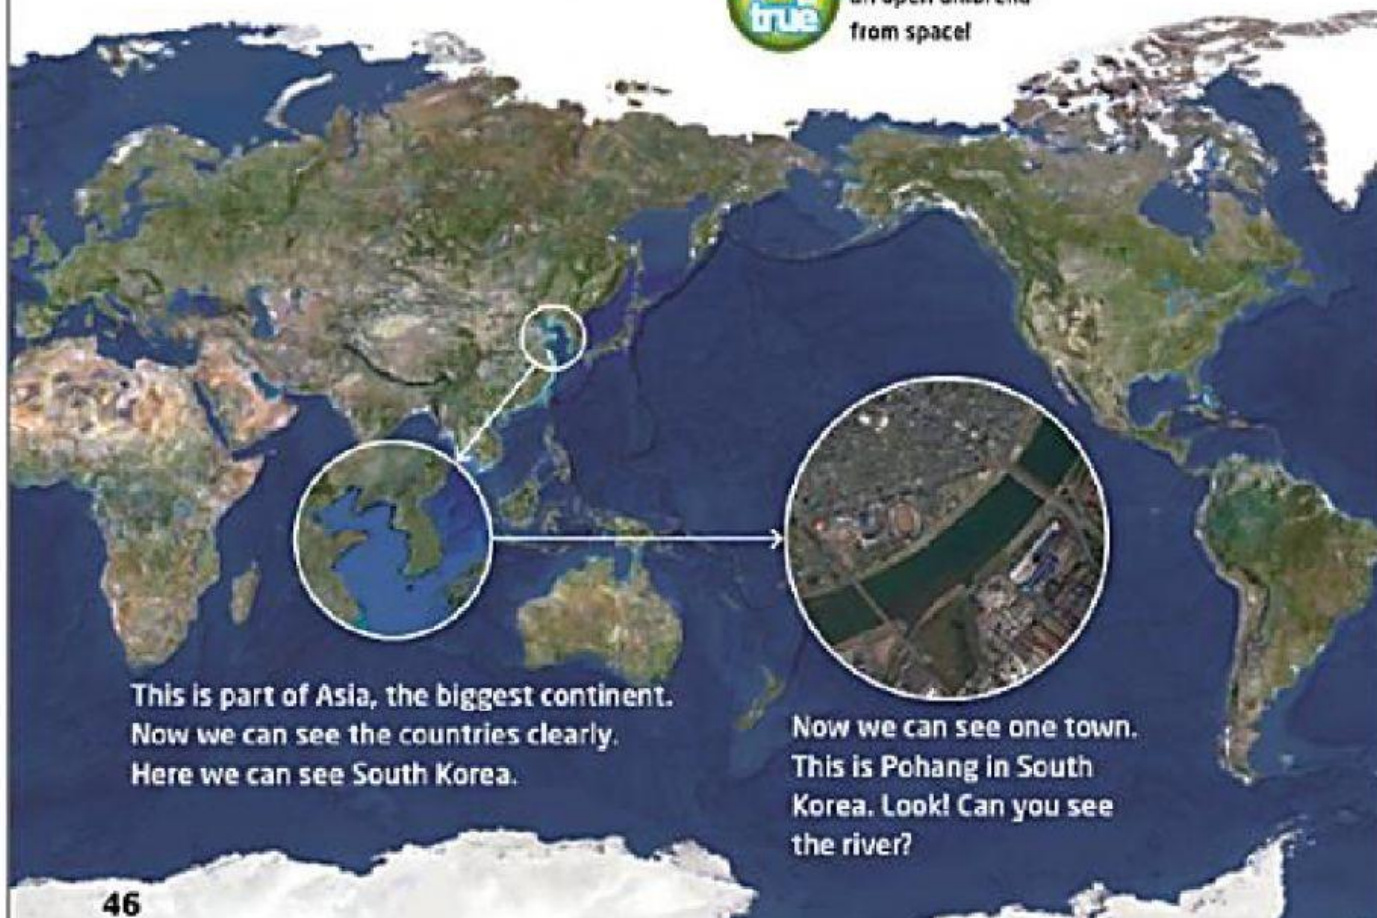 true
from space!
This is part of Asia, the biggest continent.
Now we can see the countries clearly.
Here we can see South Korea.
Now we can see one town.
This is Pohang in South
Korea. Look! Can you see
the river?
46